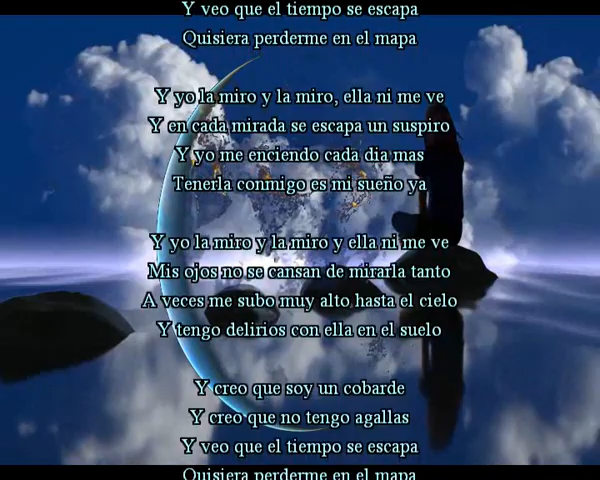 Y veo que el tiempo se escapa
Quisiera perderme en el mapa
Y yo la miro y la miro, ella ni me ve
Y en cada mirada se escapa un suspiro
Y yo me enciendo cada dia mas
Tenerla conmigo es mi sueño ya
Y yo la miro y la miro y ella ni me ve
Mis ojos no se cansan de mirarla tanto
A veces me subo muy alto hasta el cielo
Y tengo delirios con ella en el suelo
Y creo que soy un cobarde
Y creo que no tengo agallas
Y veo que el tiempo se escapa
Quisiera perderme en el mapa